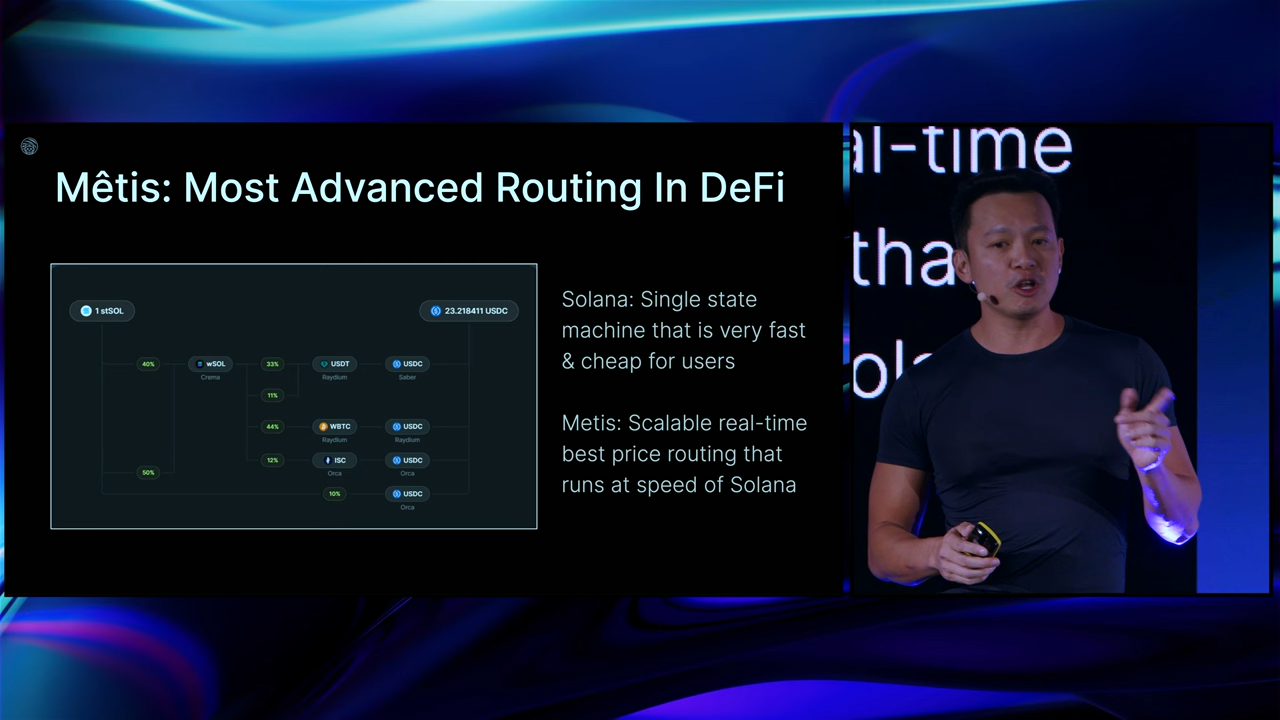 Mêtis: Most Advanced Routing In DeFi
1 stSOL
23.218411 USDC
40%
wSOL
33%
USDT
USDC
Crema
Raydium
Saber
11%
44%
WBTC
USDC
Raydium
Raydium
12%
ISC
USDC
Orca
Orca
50%
10%
USDC
Orca
Solana: Single state
machine that is very fast
& cheap for users
Metis: Scalable real-time
best price routing that
runs at speed of Solana
al-time
tha
ola